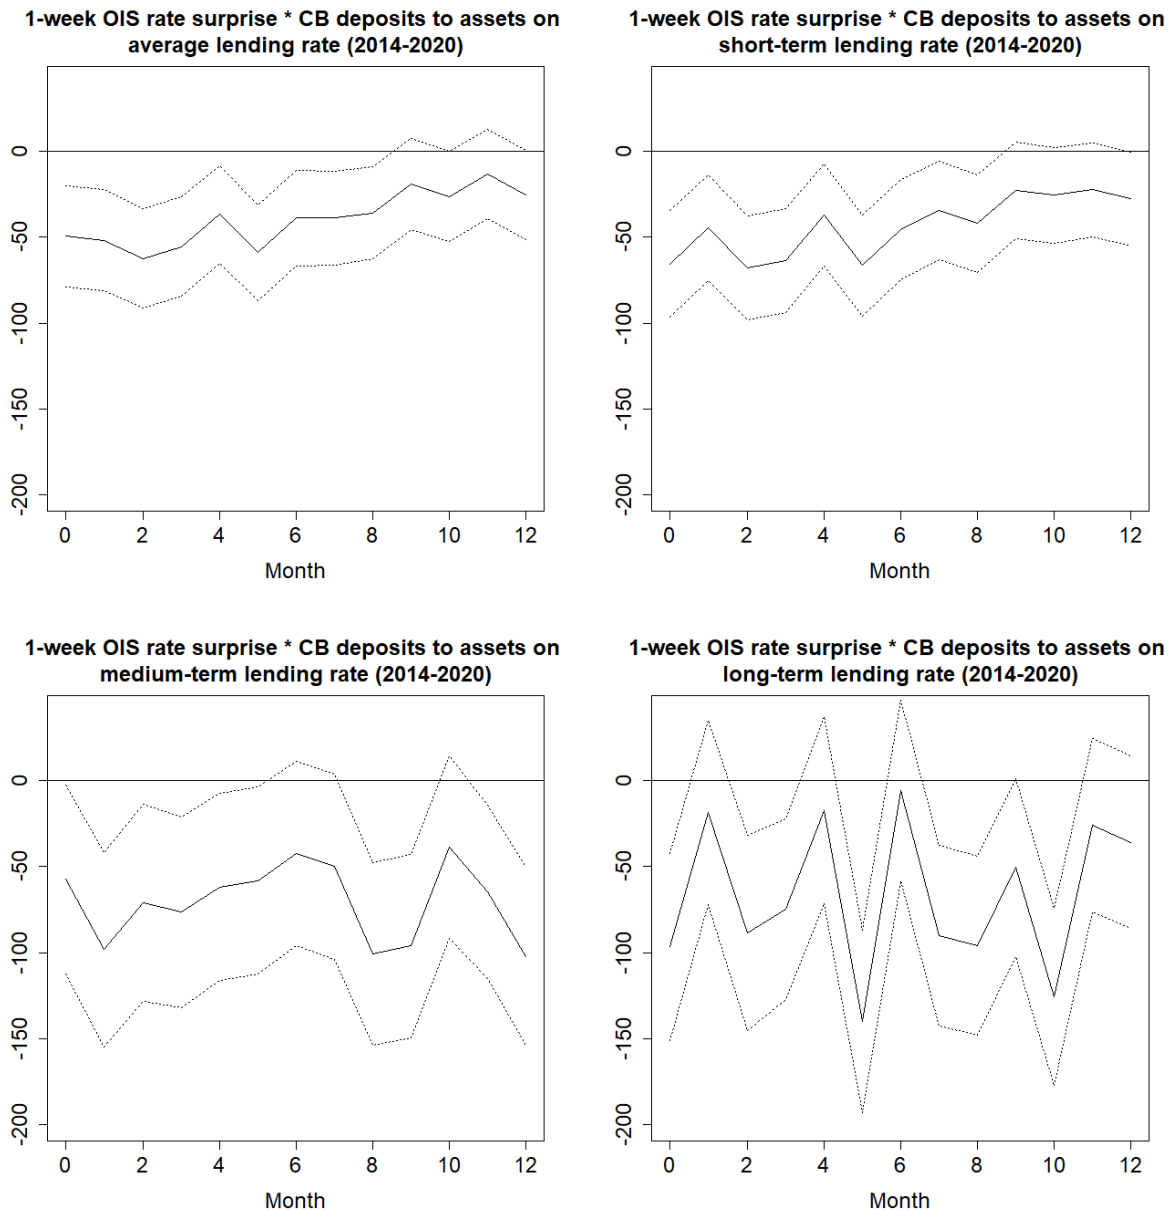 1-week OIS rate surprise * CB deposits to assets on
average lending rate (2014-2020)
0
-50
-100
-150
-200
0 2 4 6 8 10 12
Month
1-week OIS rate surprise * CB deposits to assets on
short-term lending rate (2014-2020)
0
-50
-100
-150
-200
0 2 4 6 8 10 12
Month
1-week OIS rate surprise * CB deposits to assets on
medium-term lending rate (2014-2020)
0
-50
-100
-150
-200
0 2 4 6 8 10 12
Month
1-week OIS rate surprise * CB deposits to assets on
long-term lending rate (2014-2020)
0
-50
-100
-150
-200
0 2 4 6 8 10 12
Month